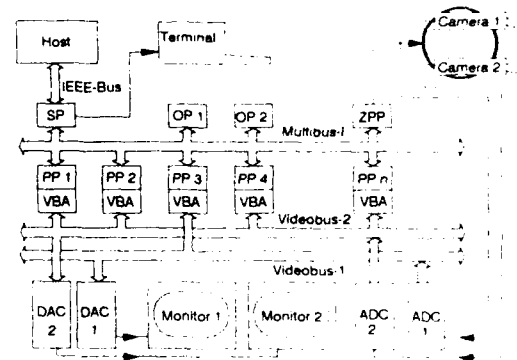 Camera 1
Host
Terminal
Camera 2
IEEE-Bus
SP
OP 1
OP 2
ZPP
Multibus-I
PP 1
PP 2
PP 3
PP 4
PP n
VBA
VBA
VBA
VBA
VBA
Videobus-2
Videobus-1
DAC 2
DAC 1
Monitor 1
Monitor 2
ADC 2
ADC 1